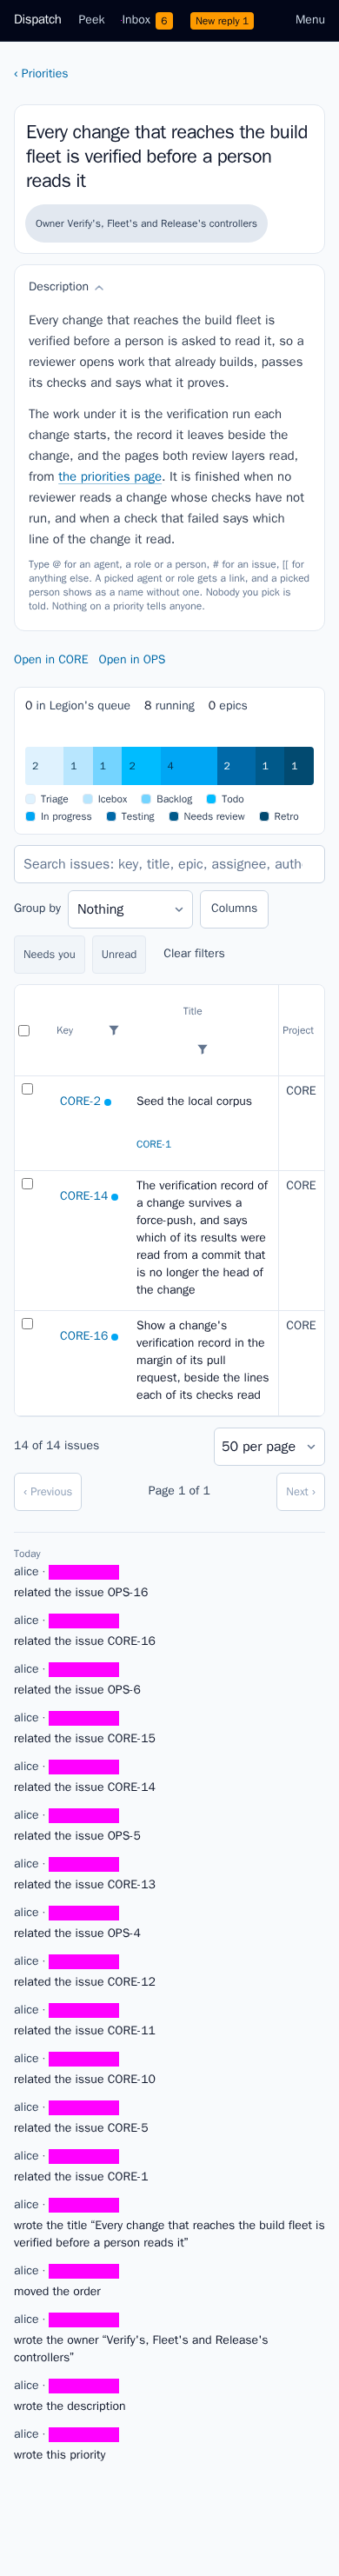 Dispatch Peek Inbox 6 New reply 1 Menu
‹ Priorities
Every change that reaches the build
fleet is verified before a person
reads it
Owner Verify's, Fleet's and Release's controllers
Description
Every change that reaches the build fleet is
verified before a person is asked to read it, so a
reviewer opens work that already builds, passes
its checks and says what it proves.
The work under it is the verification run each
change starts, the record it leaves beside the
change, and the pages both review layers read,
from the priorities page. It is finished when no
reviewer reads a change whose checks have not
run, and when a check that failed says which
line of the change it read.
Type @ for an agent, a role or a person, # for an issue, [[ for
anything else. A picked agent or role gets a link, and a picked
person shows as a name without one. Nobody you pick is
told. Nothing on a priority tells anyone.
Open in CORE Open in OPS
0 in Legion's queue 8 running 0 epics
2 1 1 2 4 2 1 1
Triage Icebox Backlog Todo
In progress Testing Needs review Retro
Search issues: key, title, epic, assignee, auth
Group by Nothing Columns
Needs you Unread Clear filters
Title
Key Project
CORE-2 Seed the local corpus CORE
CORE-1
CORE-14 The verification record of CORE
a change survives a
force-push, and says
which of its results were
read from a commit that
is no longer the head of
the change
CORE-16 Show a change's CORE
verification record in the
margin of its pull
request, beside the lines
each of its checks read
14 of 14 issues 50 per page
‹ Previous Page 1 of 1 Next ›
Today
alice ·
related the issue OPS-16
alice ·
related the issue CORE-16
alice ·
related the issue OPS-6
alice ·
related the issue CORE-15
alice ·
related the issue CORE-14
alice ·
related the issue OPS-5
alice ·
related the issue CORE-13
alice ·
related the issue OPS-4
alice ·
related the issue CORE-12
alice ·
related the issue CORE-11
alice ·
related the issue CORE-10
alice ·
related the issue CORE-5
alice ·
related the issue CORE-1
alice ·
wrote the title “Every change that reaches the build fleet is
verified before a person reads it”
alice ·
moved the order
alice ·
wrote the owner “Verify's, Fleet's and Release's
controllers”
alice ·
wrote the description
alice ·
wrote this priority